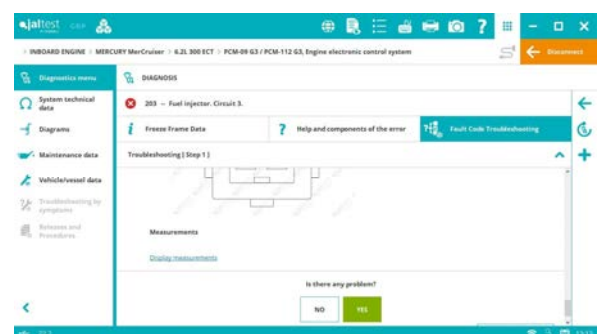 jaltest
INBOARD ENGINE › MERCURY MerCruiser › 6.2L 300 ECT › PCM-09 G3 / PCM-112 G3, Engine electronic control system
Disconnect
Diagnostics menu
DIAGNOSIS
System technical data
203 — Fuel injector. Circuit 3.
Diagrams
Freeze Frame Data
Help and components of the error
Fault Code Troubleshooting
Maintenance data
Troubleshooting ( Step 1 )
Vehicle/vessel data
Troubleshooting by symptoms
Releases and Procedures
Measurements
Display measurements
Is there any problem?
NO
YES